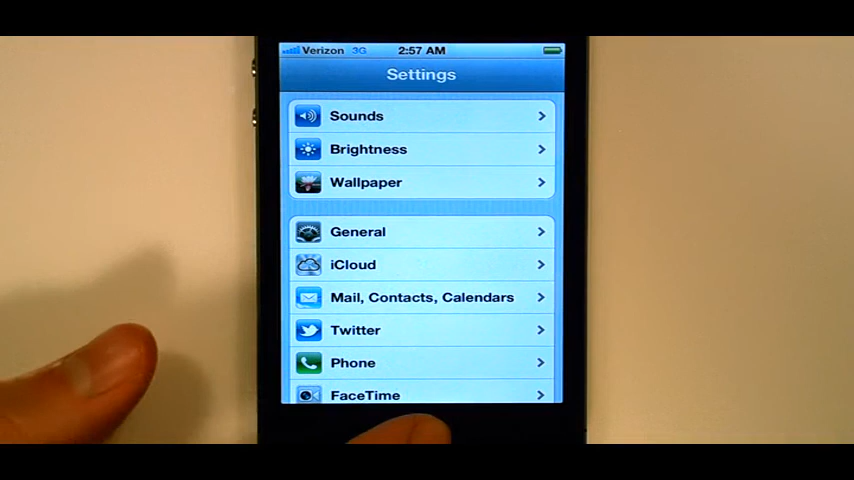 Verizon 3G 2:57 AM
Settings
Sounds
Brightness
Wallpaper
General
iCloud
Mail, Contacts, Calendars
Twitter
Phone
FaceTime